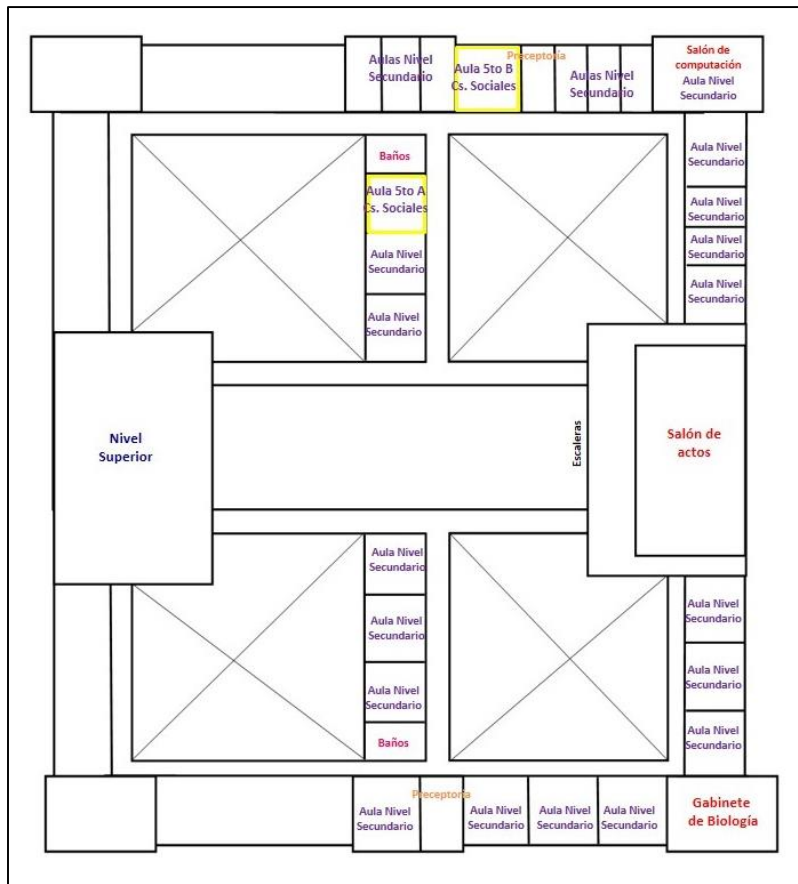 Aulas Nivel
Secundario
Aula 5to B
Cs. Sociales
Preceptoría
Aulas Nivel
Secundario
Salón de
computación
Aula Nivel
Secundario
Baños
Aula 5to A
Cs. Sociales
Aula Nivel
Secundario
Aula Nivel
Secundario
Aula Nivel
Secundario
Aula Nivel
Secundario
Aula Nivel
Secundario
Aula Nivel
Secundario
Nivel
Superior
Escaleras
Salón de
actos
Aula Nivel
Secundario
Aula Nivel
Secundario
Aula Nivel
Secundario
Baños
Aula Nivel
Secundario
Aula Nivel
Secundario
Aula Nivel
Secundario
Aula Nivel
Secundario
Preceptoría
Aula Nivel
Secundario
Aula Nivel
Secundario
Aula Nivel
Secundario
Gabinete
de Biología